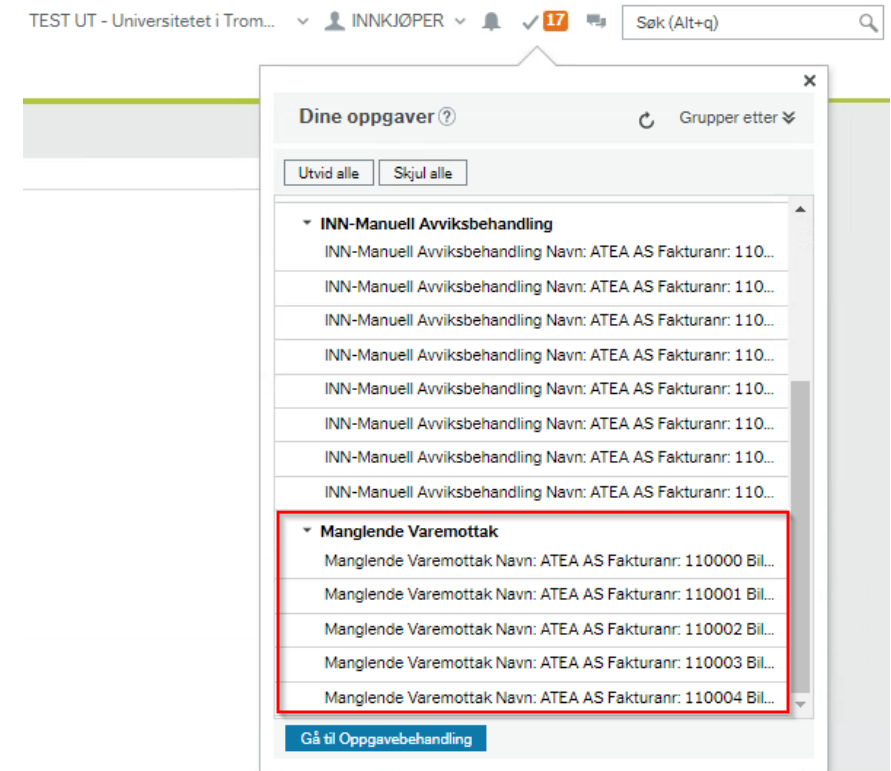 TEST UT - Universitetet i Trom... INNKJØPER 17 Søk (Alt+q)
Dine oppgaver ? Grupper etter
Utvid alle Skjul alle
INN-Manuell Avviksbehandling
INN-Manuell Avviksbehandling Navn: ATEA AS Fakturanr: 110...
INN-Manuell Avviksbehandling Navn: ATEA AS Fakturanr: 110...
INN-Manuell Avviksbehandling Navn: ATEA AS Fakturanr: 110...
INN-Manuell Avviksbehandling Navn: ATEA AS Fakturanr: 110...
INN-Manuell Avviksbehandling Navn: ATEA AS Fakturanr: 110...
INN-Manuell Avviksbehandling Navn: ATEA AS Fakturanr: 110...
INN-Manuell Avviksbehandling Navn: ATEA AS Fakturanr: 110...
INN-Manuell Avviksbehandling Navn: ATEA AS Fakturanr: 110...
Manglende Varemottak
Manglende Varemottak Navn: ATEA AS Fakturanr: 110000 Bil...
Manglende Varemottak Navn: ATEA AS Fakturanr: 110001 Bil...
Manglende Varemottak Navn: ATEA AS Fakturanr: 110002 Bil...
Manglende Varemottak Navn: ATEA AS Fakturanr: 110003 Bil...
Manglende Varemottak Navn: ATEA AS Fakturanr: 110004 Bil...
Gå til Oppgavebehandling